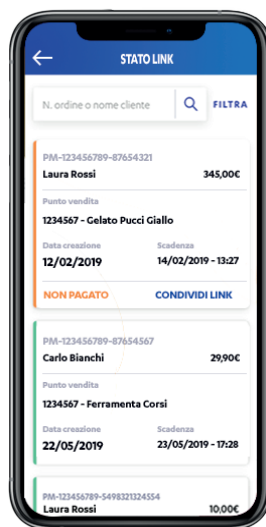 STATO LINK
N. ordine o nome cliente
FILTRA
PM-123456789-87654321
Laura Rossi 345,00€
Punto vendita
1234567 - Gelato Pucci Giallo
Data creazione Scadenza
12/02/2019 14/02/2019 - 13:27
NON PAGATO CONDIVIDI LINK
PM-123456789-87654567
Carlo Bianchi 29,90€
Punto vendita
1234567 - Ferramenta Corsi
Data creazione Scadenza
22/05/2019 23/05/2019 - 17:28
PM-123456789-5498321324554
Laura Rossi 10,00€